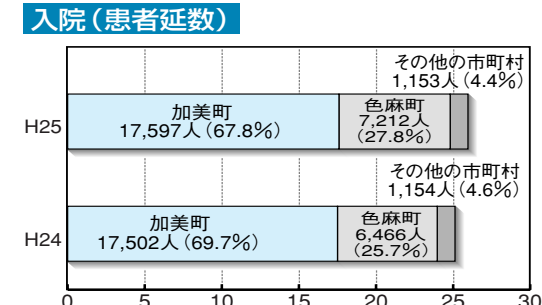 入院（患者延数）
その他の市町村
1,153人（4.4％）
H25
加美町
17,597人（67.8％）
色麻町
7,212人
（27.8％）
その他の市町村
1,154人（4.6％）
H24
加美町
17,502人（69.7％）
色麻町
6,466人
（25.7％）
0 5 10 15 20 25 30